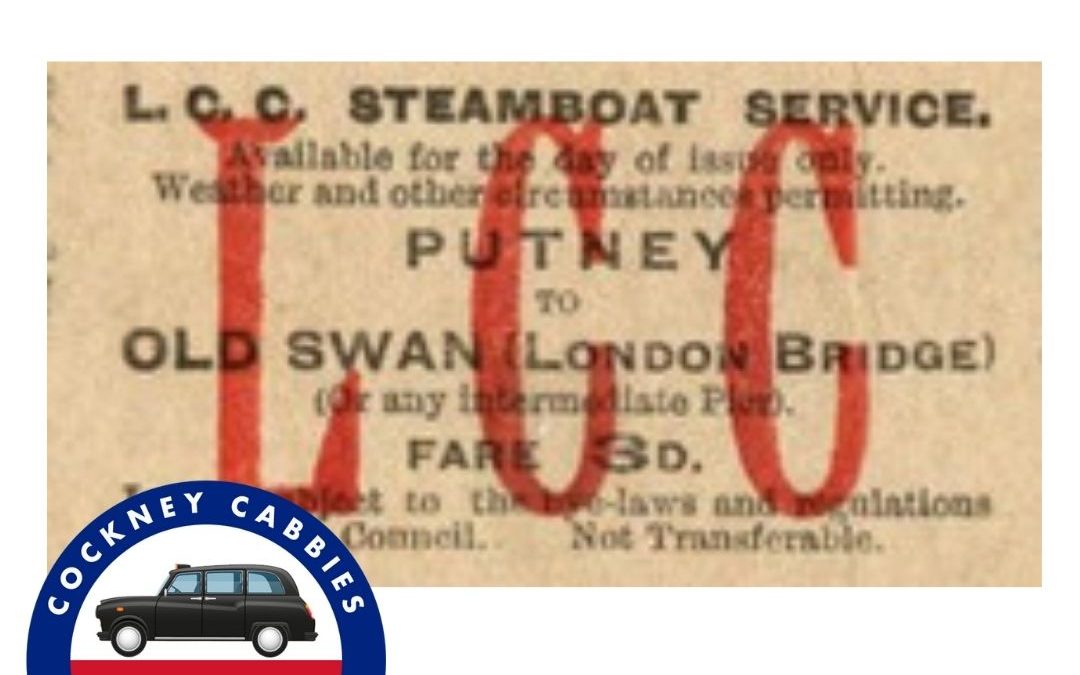 L. C. C. STEAMBOAT SERVICE.
Available for the day of issue only.
Weather and other circumstances permitting.
PUTNEY
TO
OLD SWAN (LONDON BRIDGE)
(Or any intermediate Pier).
FARE 3D.
to the bye-laws and regulations
Council. Not Transferable.
LCC
COCKNEY CABBIES